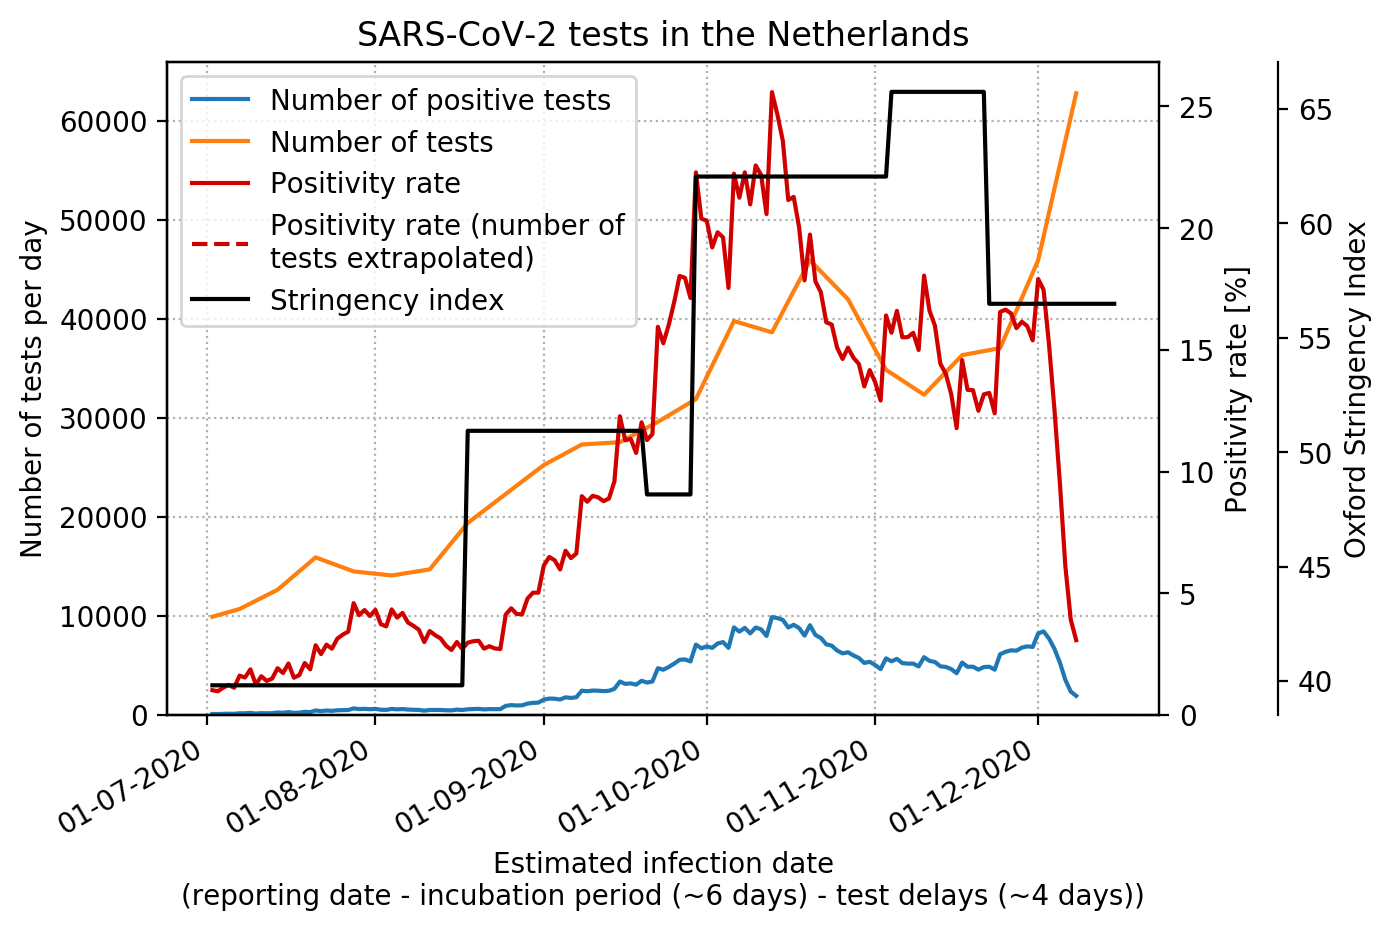 SARS-CoV-2 tests in the Netherlands
Number of positive tests
Number of tests
Positivity rate
Positivity rate (number of
tests extrapolated)
Stringency index
Number of tests per day
60000
50000
40000
30000
20000
10000
0
25
20
15
10
5
0
Positivity rate [%]
65
60
55
50
45
40
Oxford Stringency Index
01-07-2020
01-08-2020
01-09-2020
01-10-2020
01-11-2020
01-12-2020
Estimated infection date
(reporting date - incubation period (~6 days) - test delays (~4 days))